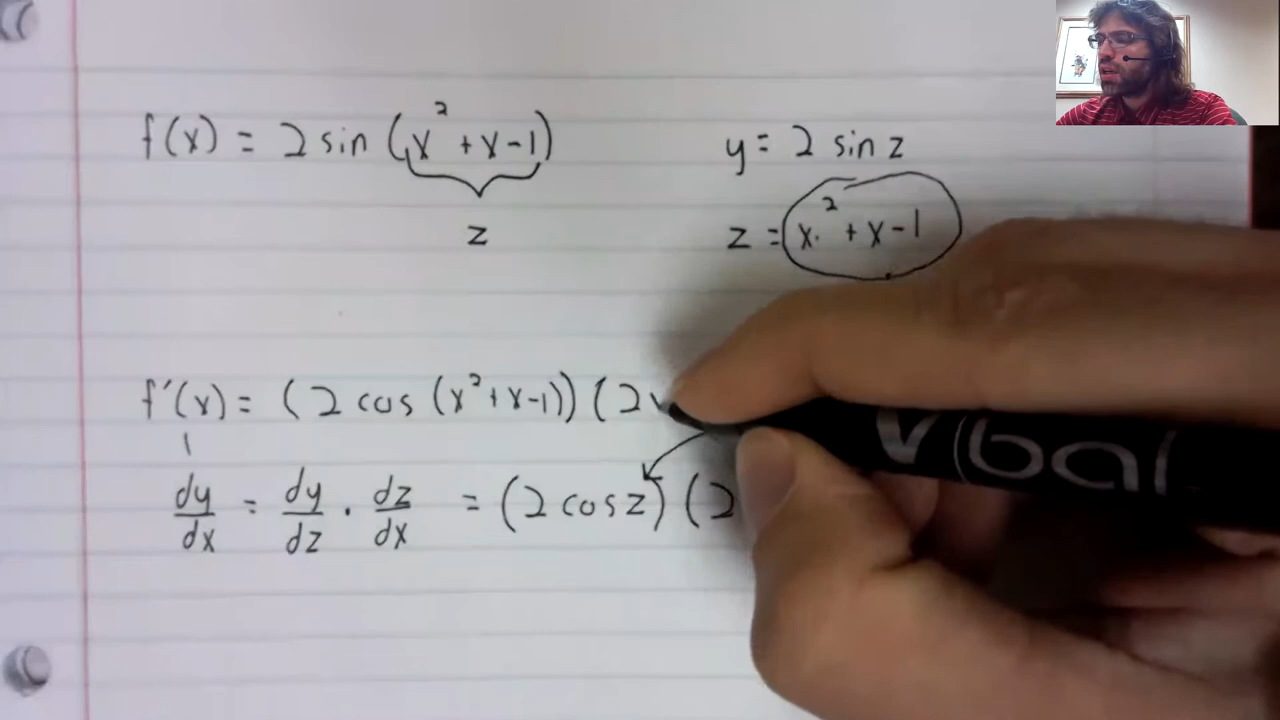 f(x) = 2 sin (x² + x - 1)
z
y = 2 sin z
z = x² + x - 1
f'(x) = (2 cos (x² + x - 1)) (2x
dy/dx = dy/dz · dz/dx = (2 cos z) (2